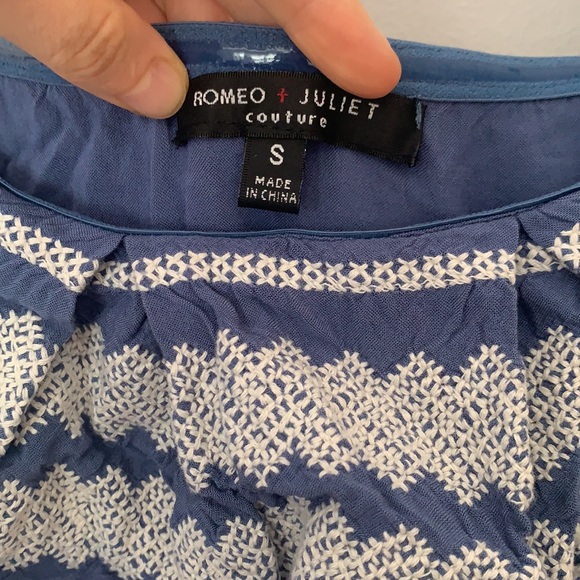 ROMEO + JULIET
couture
S
MADE
IN CHINA